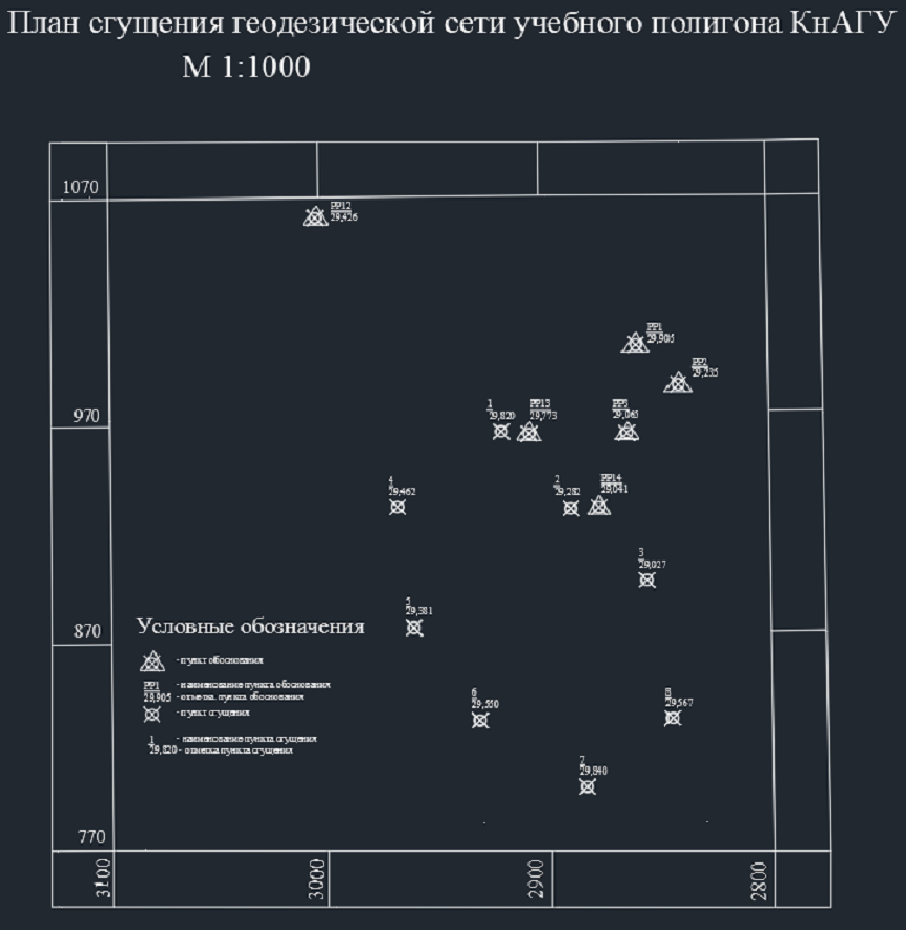 План сгущения геодезической сети учебного полигона КнАГУ
М 1:1000
1070
PP12
29,426
PP1
29,905
PP2
29,235
970
1
29,820
PP13
29,773
29,065
4
29,462
2
29,282
PP14
29,041
3
29,027
5
29,381
870
Условные обозначения
- пункт обоснования
PP1 - наименование пункта обоснования
29,905 - отметка пункта обоснования
- пункт сгущения
1 - наименование пункта сгущения
29,820 - отметка пункта сгущения
6
29,550
8
29,567
7
29,840
770
3100
3000
2900
2800